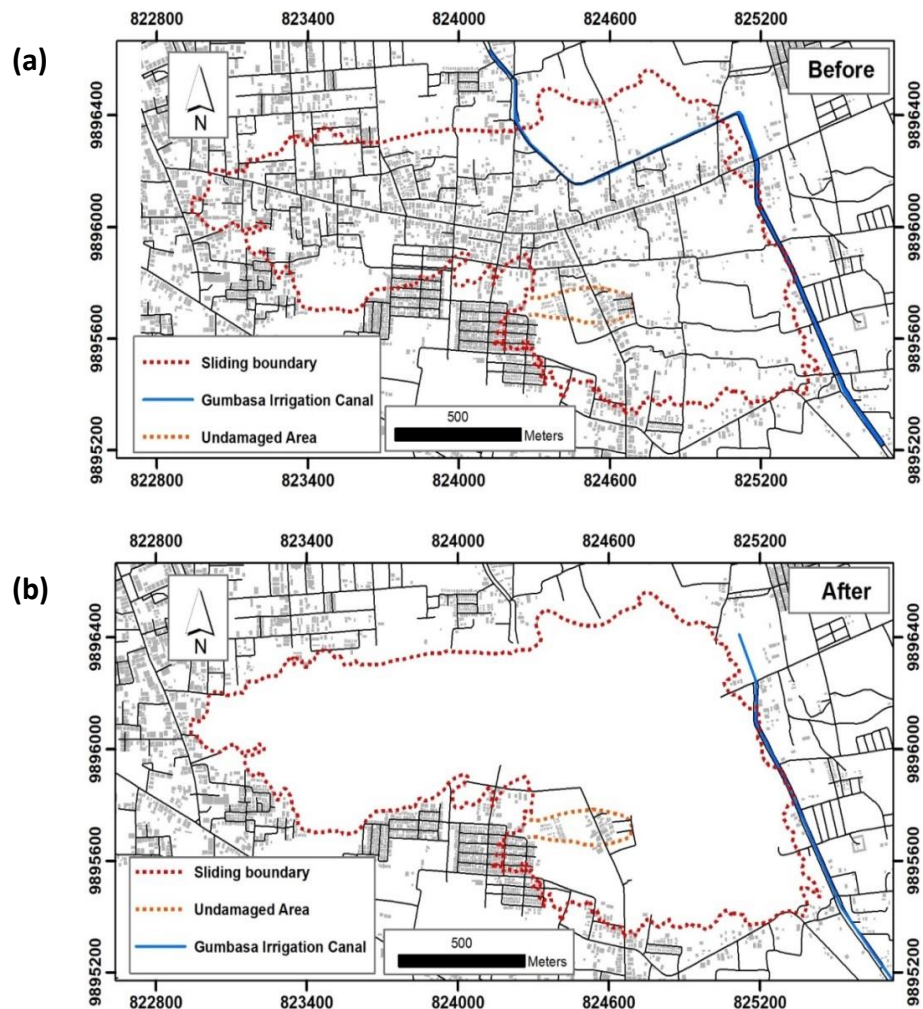 (a)
822800 823400 824000 824600 825200
Before
N
9896400 9896400
9896000 9896000
9895600 9895600
9895200 9895200
Sliding boundary
Gumbasa Irrigation Canal
Undamaged Area
500
Meters
822800 823400 824000 824600 825200
(b)
822800 823400 824000 824600 825200
After
N
9896400 9896400
9896000 9896000
9895600 9895600
9895200 9895200
Sliding boundary
Undamaged Area
Gumbasa Irrigation Canal
500
Meters
822800 823400 824000 824600 825200